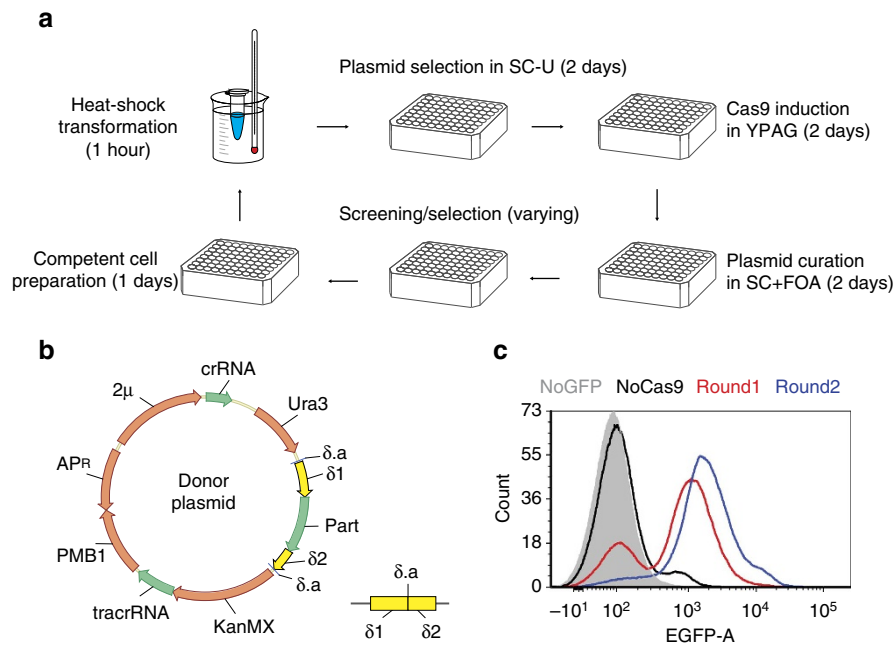 a
Heat-shock
transformation
(1 hour)
Plasmid selection in SC-U (2 days)
Cas9 induction
in YPAG (2 days)
Screening/selection (varying)
Competent cell
preparation (1 days)
Plasmid curation
in SC+FOA (2 days)
b
crRNA
2μ
Ura3
δ.a
δ1
APR
Donor
plasmid
Part
PMB1
δ2
δ.a
tracrRNA
KanMX
δ.a
δ1
δ2
c
NoGFP NoCas9 Round1 Round2
73
55
36
18
0
Count
−10¹ 10² 10³ 10⁴ 10⁵
EGFP-A